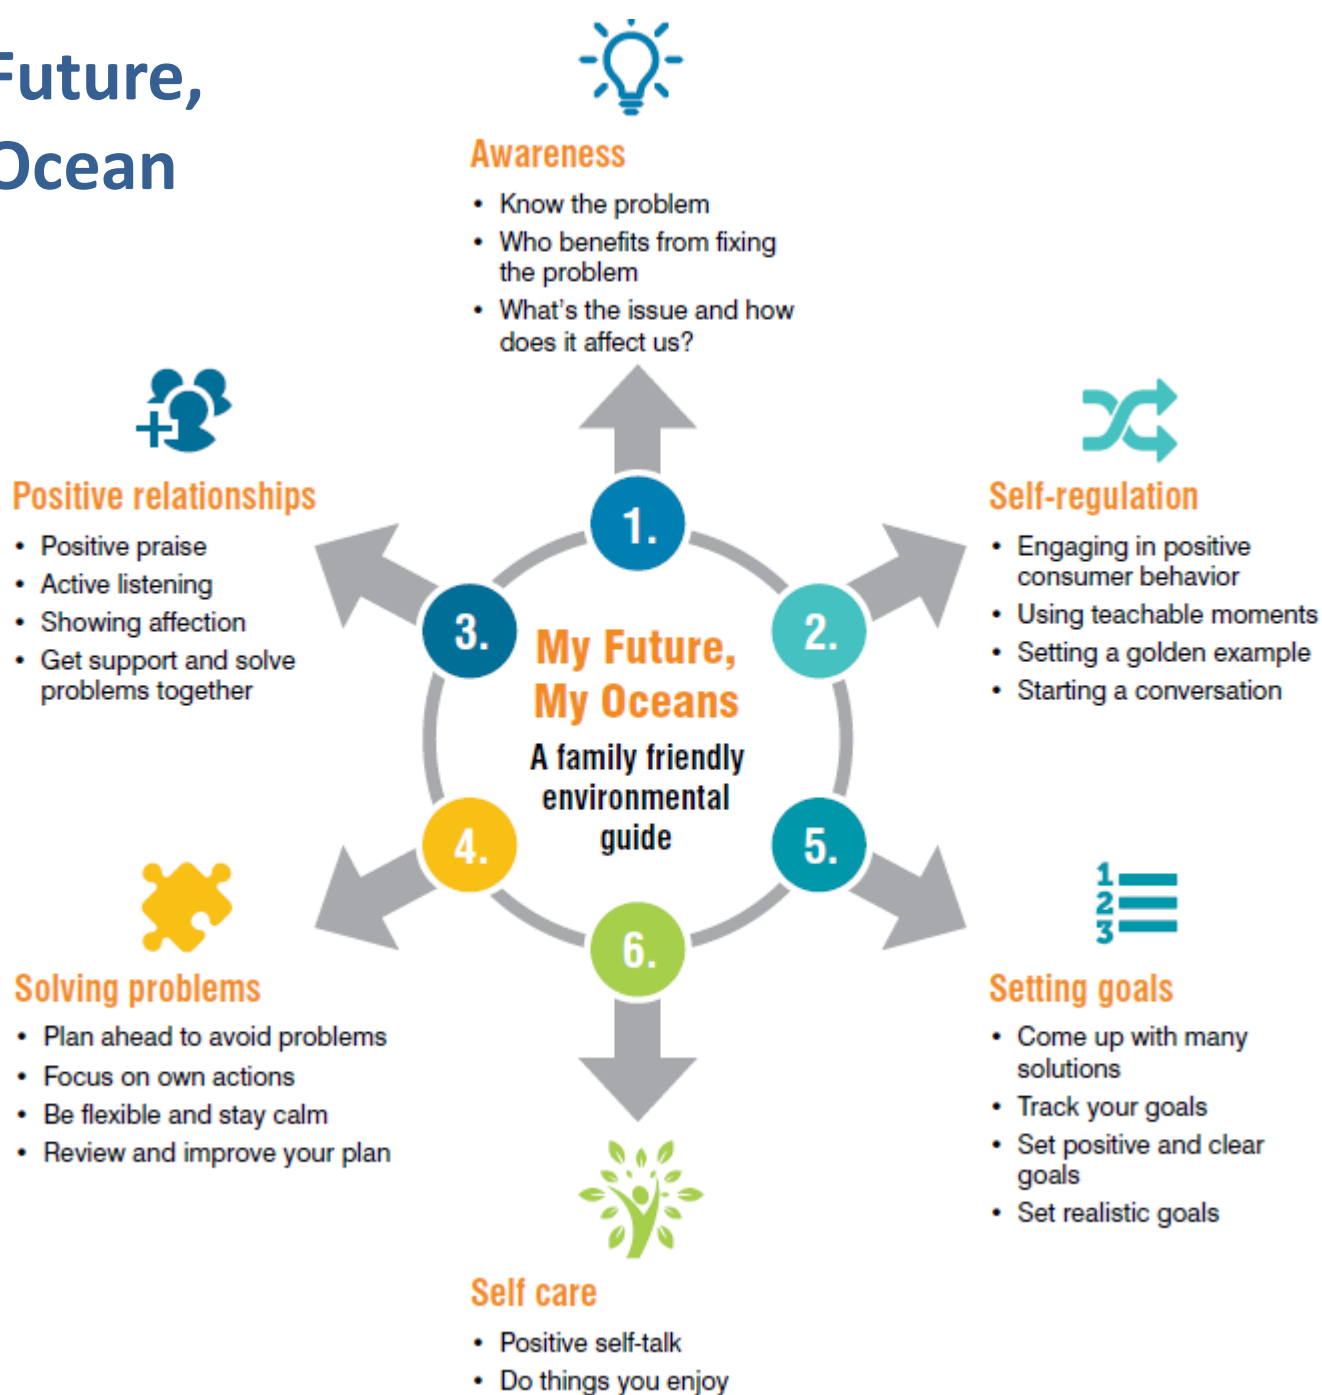 Future,
Ocean
Awareness
• Know the problem
• Who benefits from fixing
the problem
• What's the issue and how
does it affect us?
Positive relationships
• Positive praise
• Active listening
• Showing affection
• Get support and solve
problems together
Self-regulation
• Engaging in positive
consumer behavior
• Using teachable moments
• Setting a golden example
• Starting a conversation
1.
2.
3.
My Future,
My Oceans
A family friendly
environmental
guide
4.
5.
6.
Solving problems
• Plan ahead to avoid problems
• Focus on own actions
• Be flexible and stay calm
• Review and improve your plan
1
2
3
Setting goals
• Come up with many
solutions
• Track your goals
• Set positive and clear
goals
• Set realistic goals
Self care
• Positive self-talk
• Do things you enjoy